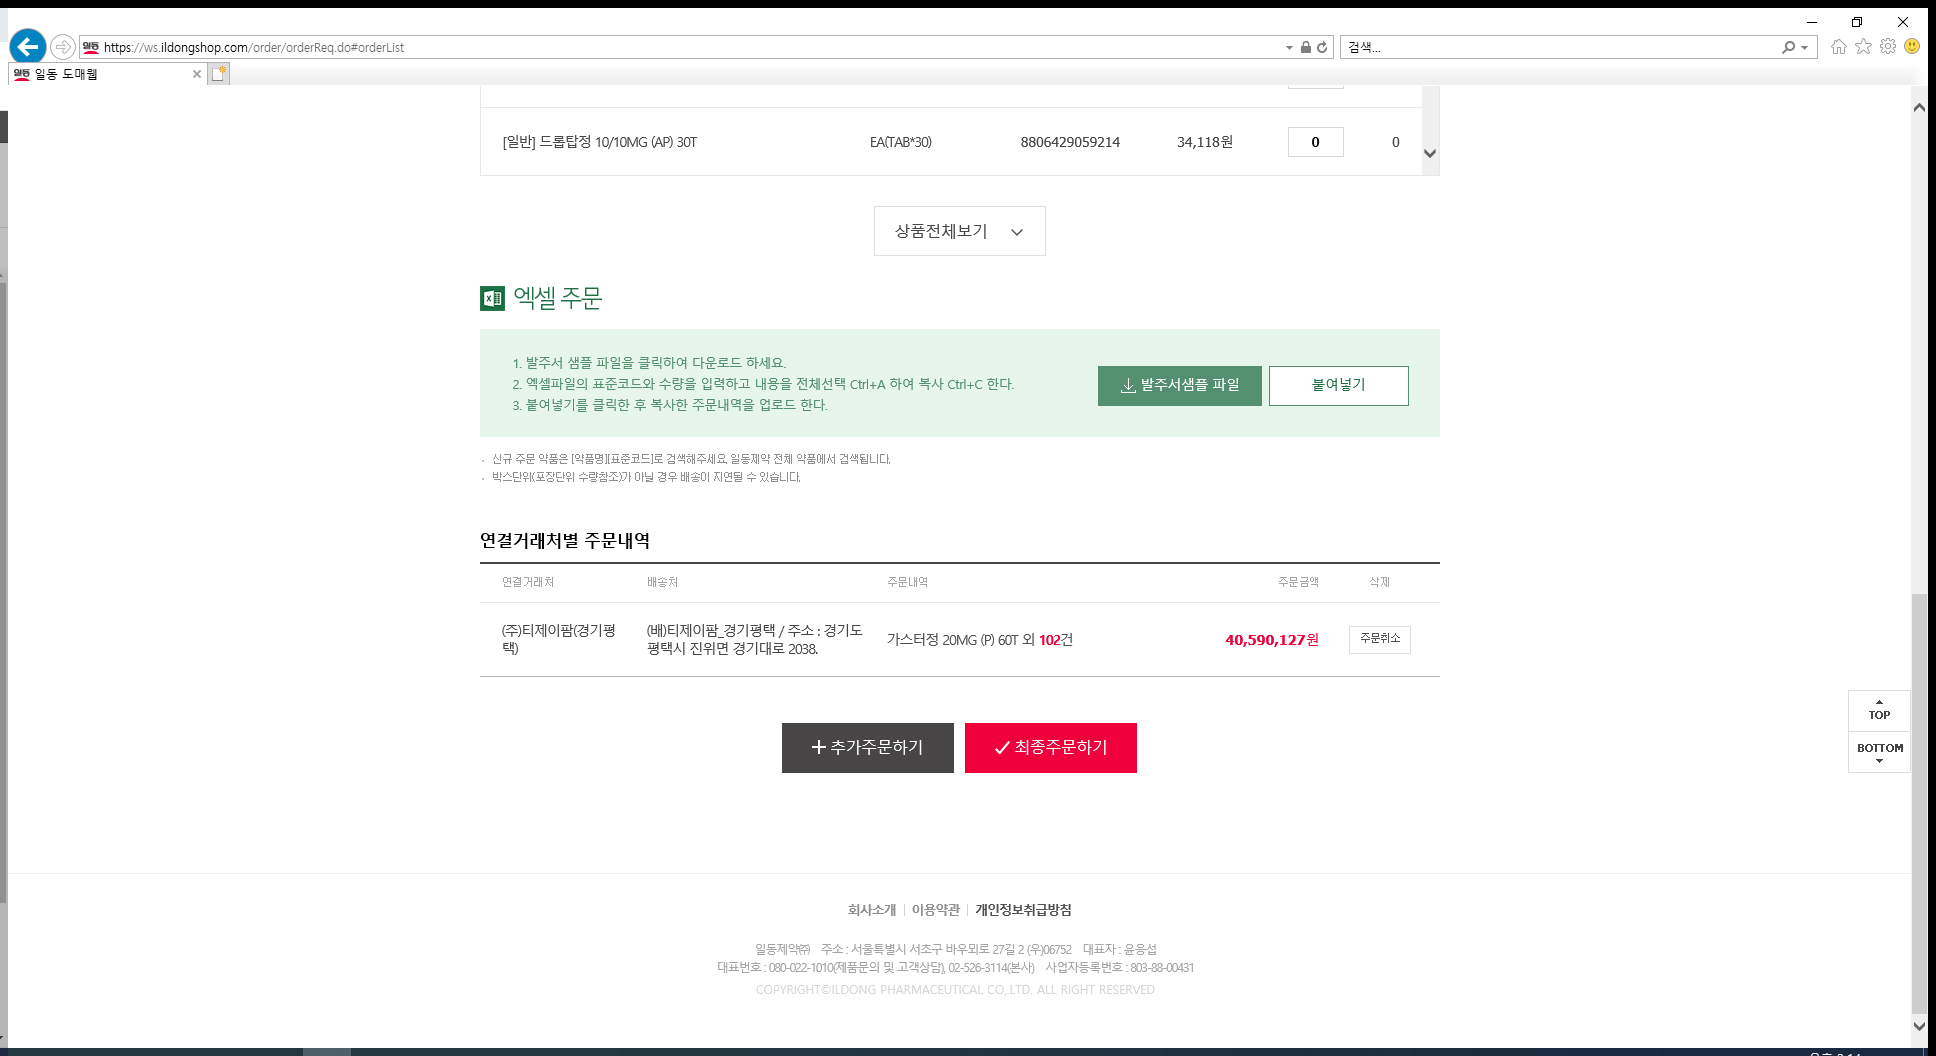 https://ws.ildongshop.com/order/orderReq.do#orderList
검색...
일동 도매웹
[일반] 드롭탑정 10/10MG (AP) 30T EA(TAB*30) 8806429059214 34,118원 0 0
상품전체보기
엑셀 주문
1. 발주서 샘플 파일을 클릭하여 다운로드 하세요.
2. 엑셀파일의 표준코드와 수량을 입력하고 내용을 전체선택 Ctrl+A 하여 복사 Ctrl+C 한다.
3. 붙여넣기를 클릭한 후 복사한 주문내역을 업로드 한다.
발주서샘플 파일
붙여넣기
· 신규 주문 약품은 [약품명][표준코드]로 검색해주세요. 일동제약 전체 약품에서 검색됩니다.
· 박스단위(포장단위 수량참조)가 아닐 경우 배송이 지연될 수 있습니다.
연결거래처별 주문내역
연결거래처 배송처 주문내역 주문금액 삭제
(주)티제이팜(경기평
택)
(배)티제이팜_경기평택 / 주소 : 경기도
평택시 진위면 경기대로 2038.
가스터정 20MG (P) 60T 외 102건
40,590,127원
주문취소
추가주문하기
최종주문하기
TOP
BOTTOM
회사소개 이용약관 개인정보취급방침
일동제약㈜ 주소 : 서울특별시 서초구 바우뫼로 27길 2 (우)06752 대표자 : 윤웅섭
대표번호 : 080-022-1010(제품문의 및 고객상담), 02-526-3114(본사) 사업자등록번호 : 803-88-00431
COPYRIGHT©ILDONG PHARMACEUTICAL CO,.LTD. ALL RIGHT RESERVED